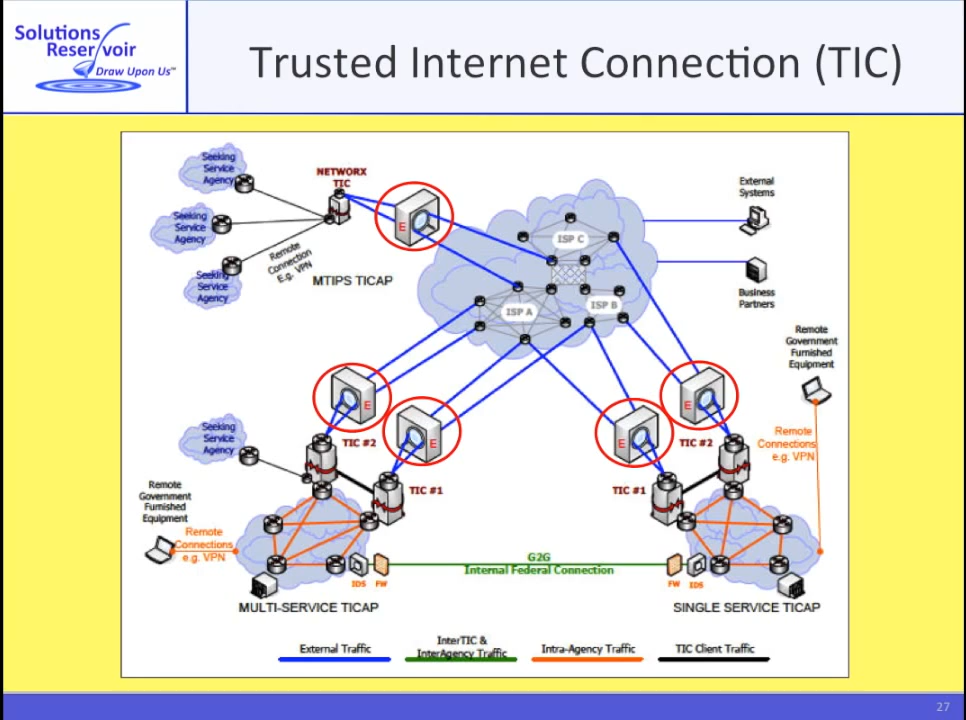 Solutions
Reservoir
Draw Upon Us™
Trusted Internet Connection (TIC)
Seeking
Service
Agency
Seeking
Service
Agency
Seeking
Service
Agency
NETWORX
TIC
E
Remote
Connection
E.g. VPN
MTIPS TICAP
ISP C
ISP A
ISP B
External
Systems
Business
Partners
Remote
Government
Furnished
Equipment
E
TIC #2
E
TIC #1
E
TIC #1
E
TIC #2
Remote
Connections
e.g. VPN
Seeking
Service
Agency
Remote
Government
Furnished
Equipment
Remote
Connections
e.g. VPN
IDS
FW
G2G
Internal Federal Connection
FW
IDS
MULTI-SERVICE TICAP
SINGLE SERVICE TICAP
External Traffic
InterTIC &
InterAgency Traffic
Intra-Agency Traffic
TIC Client Traffic
27